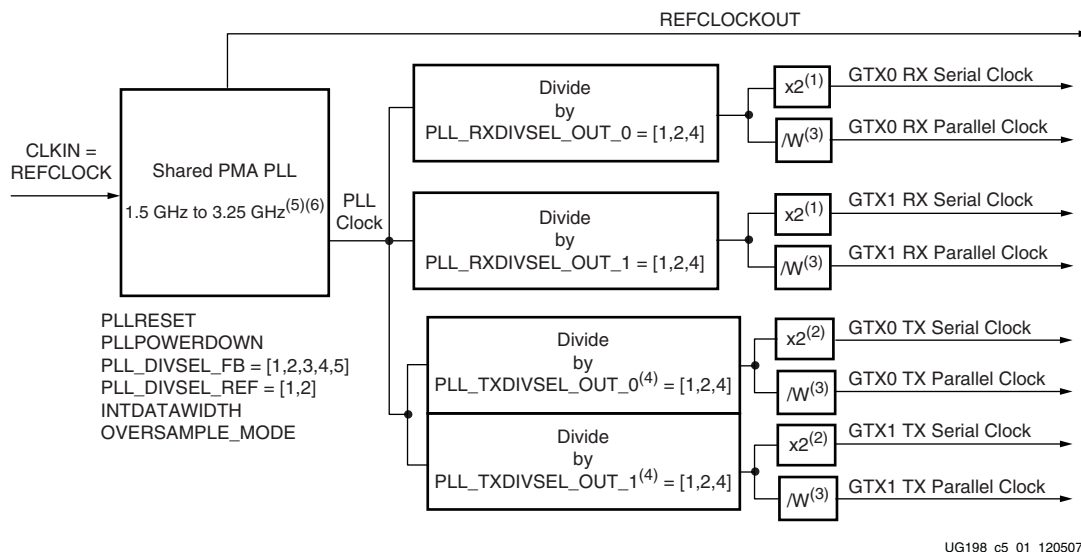 REFCLOCKOUT
CLKIN =
REFCLOCK
Shared PMA PLL
1.5 GHz to 3.25 GHz(5)(6)
PLL
Clock
PLLRESET
PLLPOWERDOWN
PLL_DIVSEL_FB = [1,2,3,4,5]
PLL_DIVSEL_REF = [1,2]
INTDATAWIDTH
OVERSAMPLE_MODE
Divide
by
PLL_RXDIVSEL_OUT_0 = [1,2,4]
x2(1)
GTX0 RX Serial Clock
/W(3)
GTX0 RX Parallel Clock
Divide
by
PLL_RXDIVSEL_OUT_1 = [1,2,4]
x2(1)
GTX1 RX Serial Clock
/W(3)
GTX1 RX Parallel Clock
Divide
by
PLL_TXDIVSEL_OUT_0(4) = [1,2,4]
x2(2)
GTX0 TX Serial Clock
/W(3)
GTX0 TX Parallel Clock
Divide
by
PLL_TXDIVSEL_OUT_1(4) = [1,2,4]
x2(2)
GTX1 TX Serial Clock
/W(3)
GTX1 TX Parallel Clock
UG198_c5_01_120507